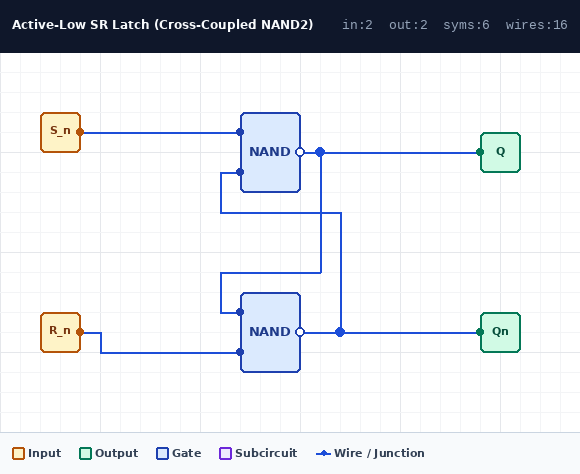 Active-Low SR Latch (Cross-Coupled NAND2) in:2 out:2 syms:6 wires:16
S_n
NAND
Q
R_n
NAND
Qn
Input
Output
Gate
Subcircuit
Wire / Junction